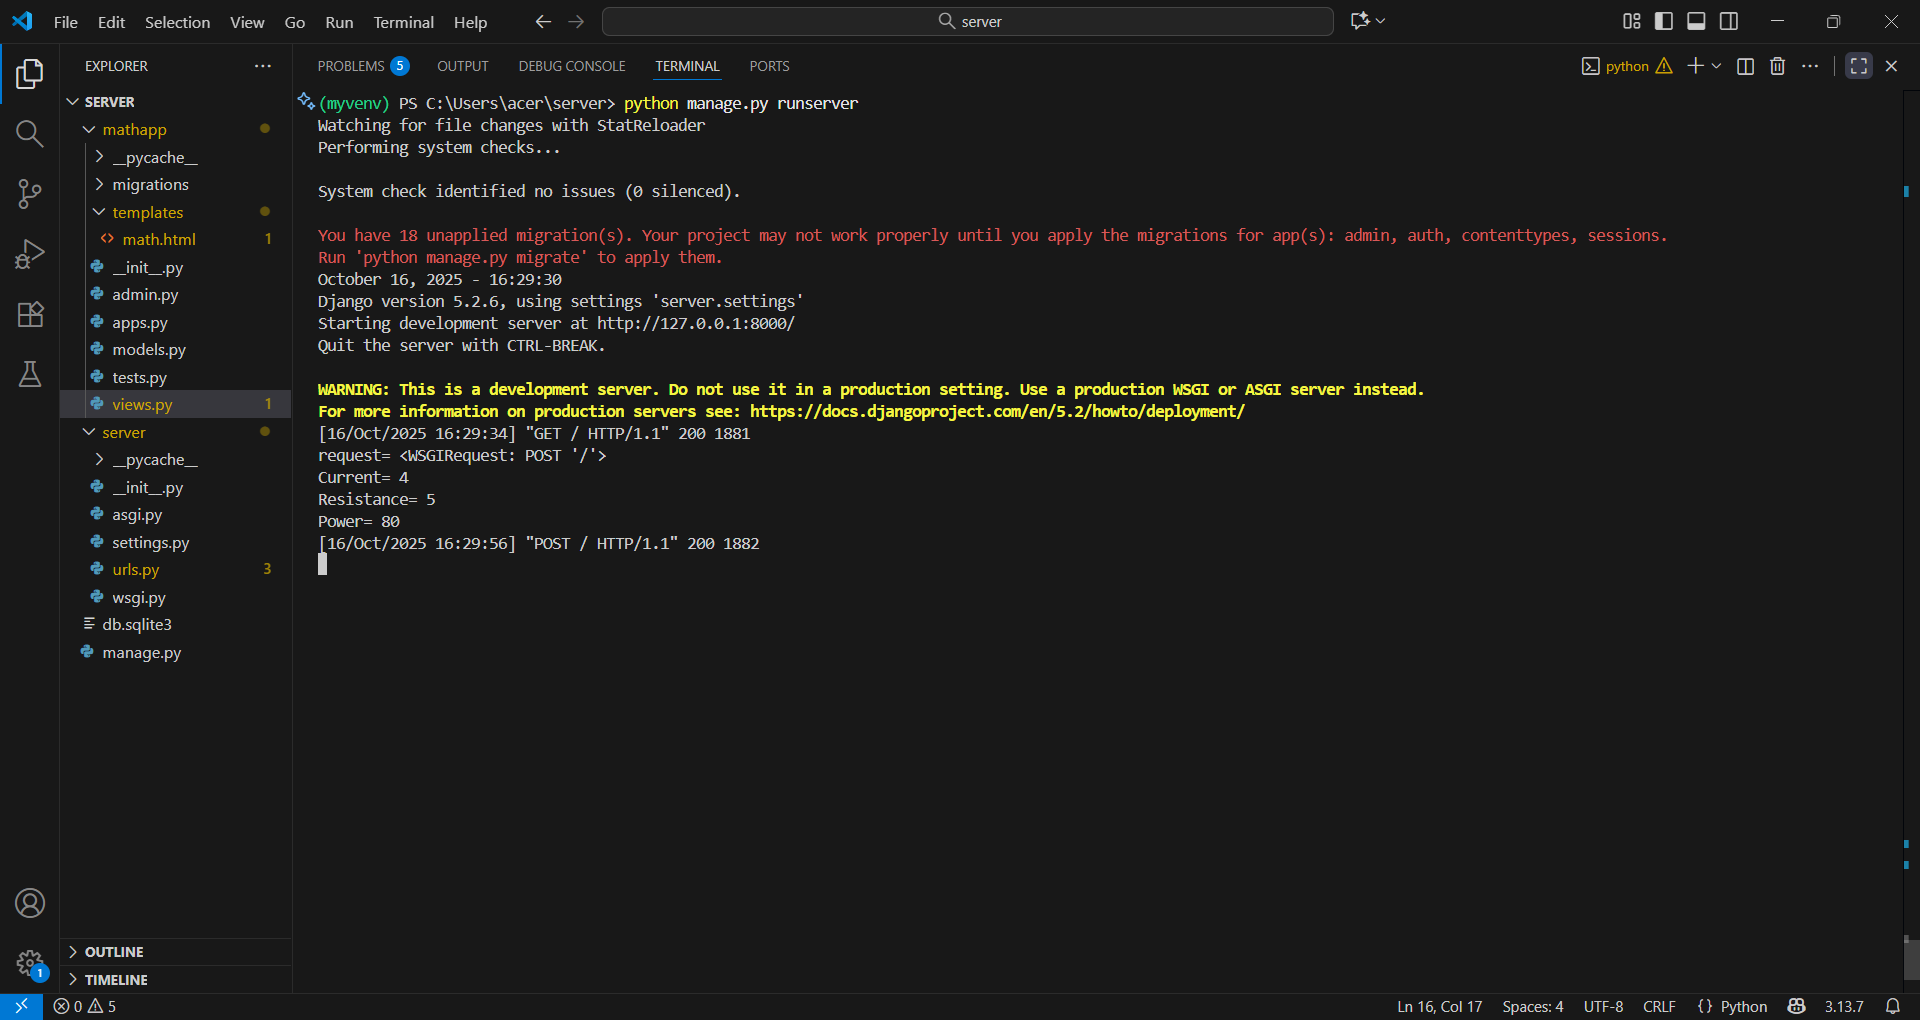 File Edit Selection View Go Run Terminal Help server
EXPLORER
SERVER
mathapp
__pycache__
migrations
templates
math.html 1
__init__.py
admin.py
apps.py
models.py
tests.py
views.py 1
server
__pycache__
__init__.py
asgi.py
settings.py
urls.py 3
wsgi.py
db.sqlite3
manage.py
OUTLINE
TIMELINE
PROBLEMS 5 OUTPUT DEBUG CONSOLE TERMINAL PORTS python
(myvenv) PS C:\Users\acer\server> python manage.py runserver
Watching for file changes with StatReloader
Performing system checks...
System check identified no issues (0 silenced).
You have 18 unapplied migration(s). Your project may not work properly until you apply the migrations for app(s): admin, auth, contenttypes, sessions.
Run 'python manage.py migrate' to apply them.
October 16, 2025 - 16:29:30
Django version 5.2.6, using settings 'server.settings'
Starting development server at http://127.0.0.1:8000/
Quit the server with CTRL-BREAK.
WARNING: This is a development server. Do not use it in a production setting. Use a production WSGI or ASGI server instead.
For more information on production servers see: https://docs.djangoproject.com/en/5.2/howto/deployment/
[16/Oct/2025 16:29:34] "GET / HTTP/1.1" 200 1881
request= <WSGIRequest: POST '/'>
Current= 4
Resistance= 5
Power= 80
[16/Oct/2025 16:29:56] "POST / HTTP/1.1" 200 1882
1
0 5 Ln 16, Col 17 Spaces: 4 UTF-8 CRLF {} Python 3.13.7